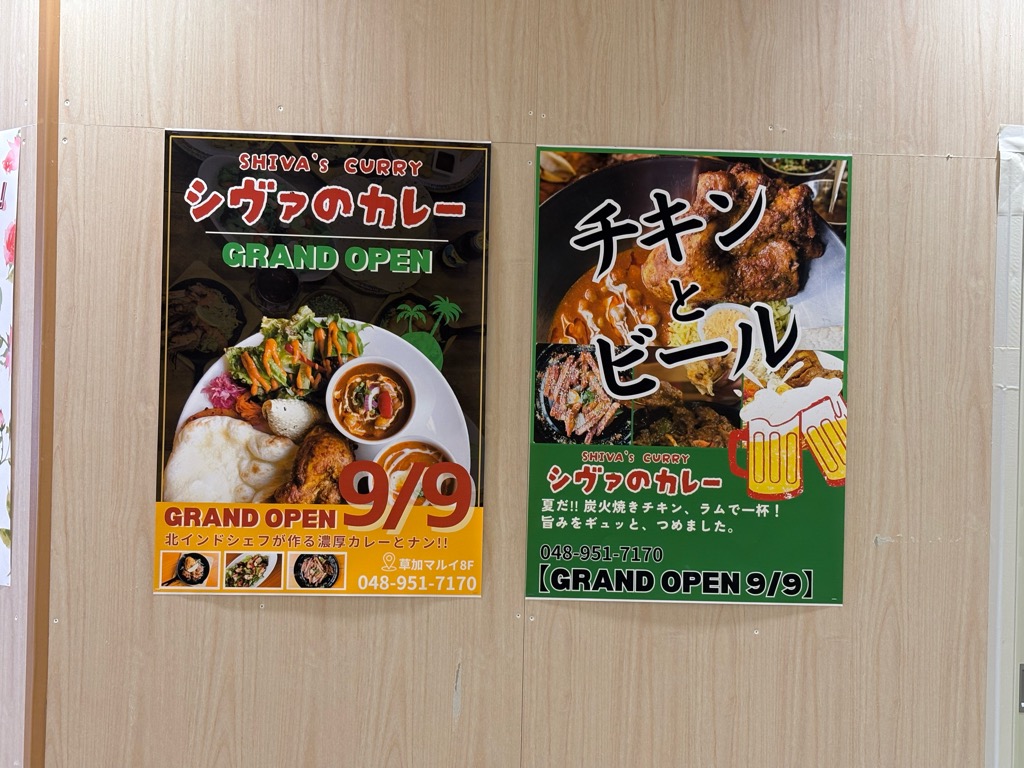 SHIVA's CURRY
シヴァのカレー
GRAND OPEN
GRAND OPEN 9/9
北インドシェフが作る濃厚カレーとナン!!
草加マルイ8F
048-951-7170
チキン
と
ビール
SHIVA's CURRY
シヴァのカレー
夏だ!! 炭火焼きチキン、ラムで一杯!
旨みをギュッと、つめました。
048-951-7170
【GRAND OPEN 9/9】